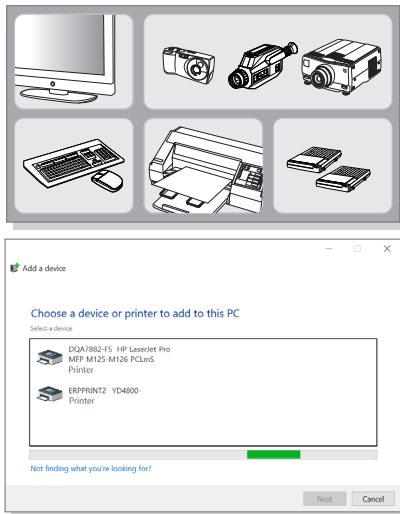 Add a device
Choose a device or printer to add to this PC
Select a device
DQA7882-F5 HP LaserJet Pro
MFP M125-M126 PCLmS
Printer
ERPPRINT2 YD4800-
Printer
Not finding what you're looking for?
Next Cancel